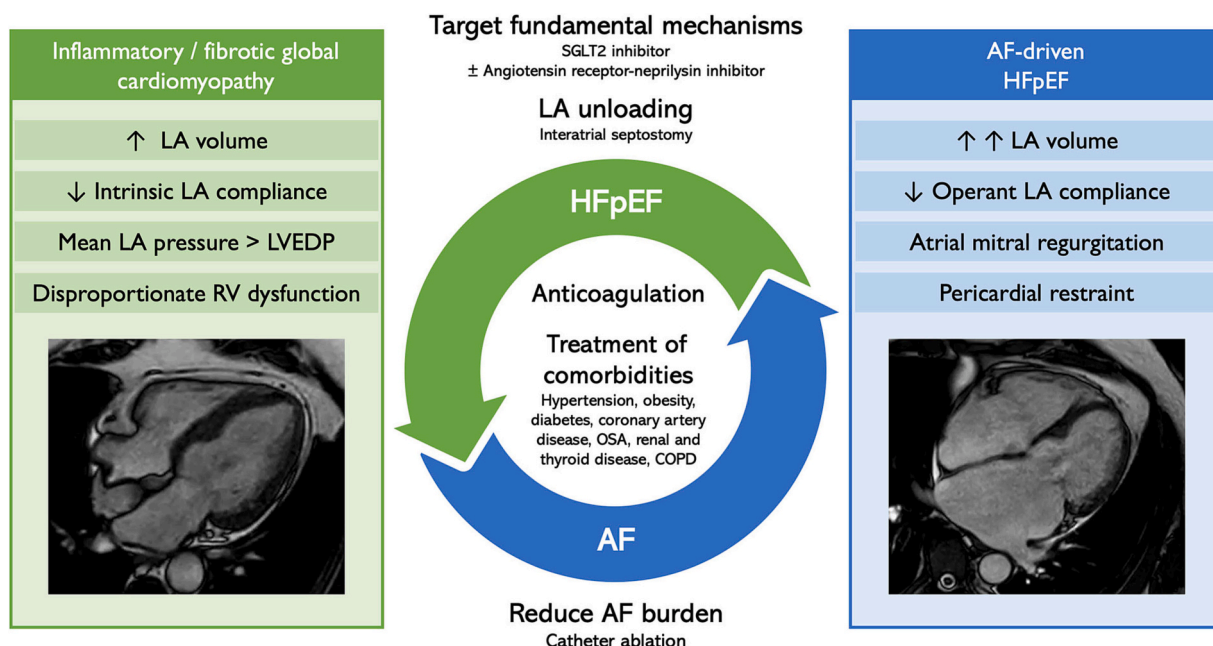 Target fundamental mechanisms
SGLT2 inhibitor
± Angiotensin receptor-neprilysin inhibitor
LA unloading
Interatrial septostomy
Inflammatory / fibrotic global
cardiomyopathy
↑ LA volume
↓ Intrinsic LA compliance
Mean LA pressure > LVEDP
Disproportionate RV dysfunction
HFpEF
Anticoagulation
Treatment of
comorbidities
Hypertension, obesity,
diabetes, coronary artery
disease, OSA, renal and
thyroid disease, COPD
AF
Reduce AF burden
Catheter ablation
AF-driven
HFpEF
↑ ↑ LA volume
↓ Operant LA compliance
Atrial mitral regurgitation
Pericardial restraint